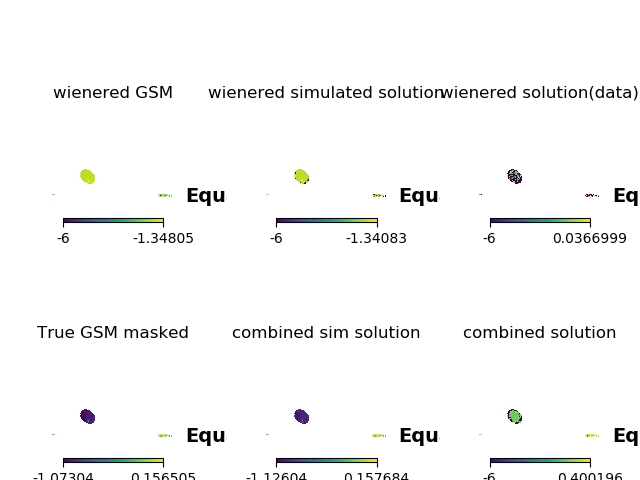 wienered GSM wienered simulated solution wienered solution(data)
Equ Equ Eq
-6 -1.34805 -6 -1.34083 -6 0.0366999
True GSM masked combined sim solution combined solution
Equ Equ Eq
-1.07304 0.156505 -1.12604 0.157684 -6 0.400196